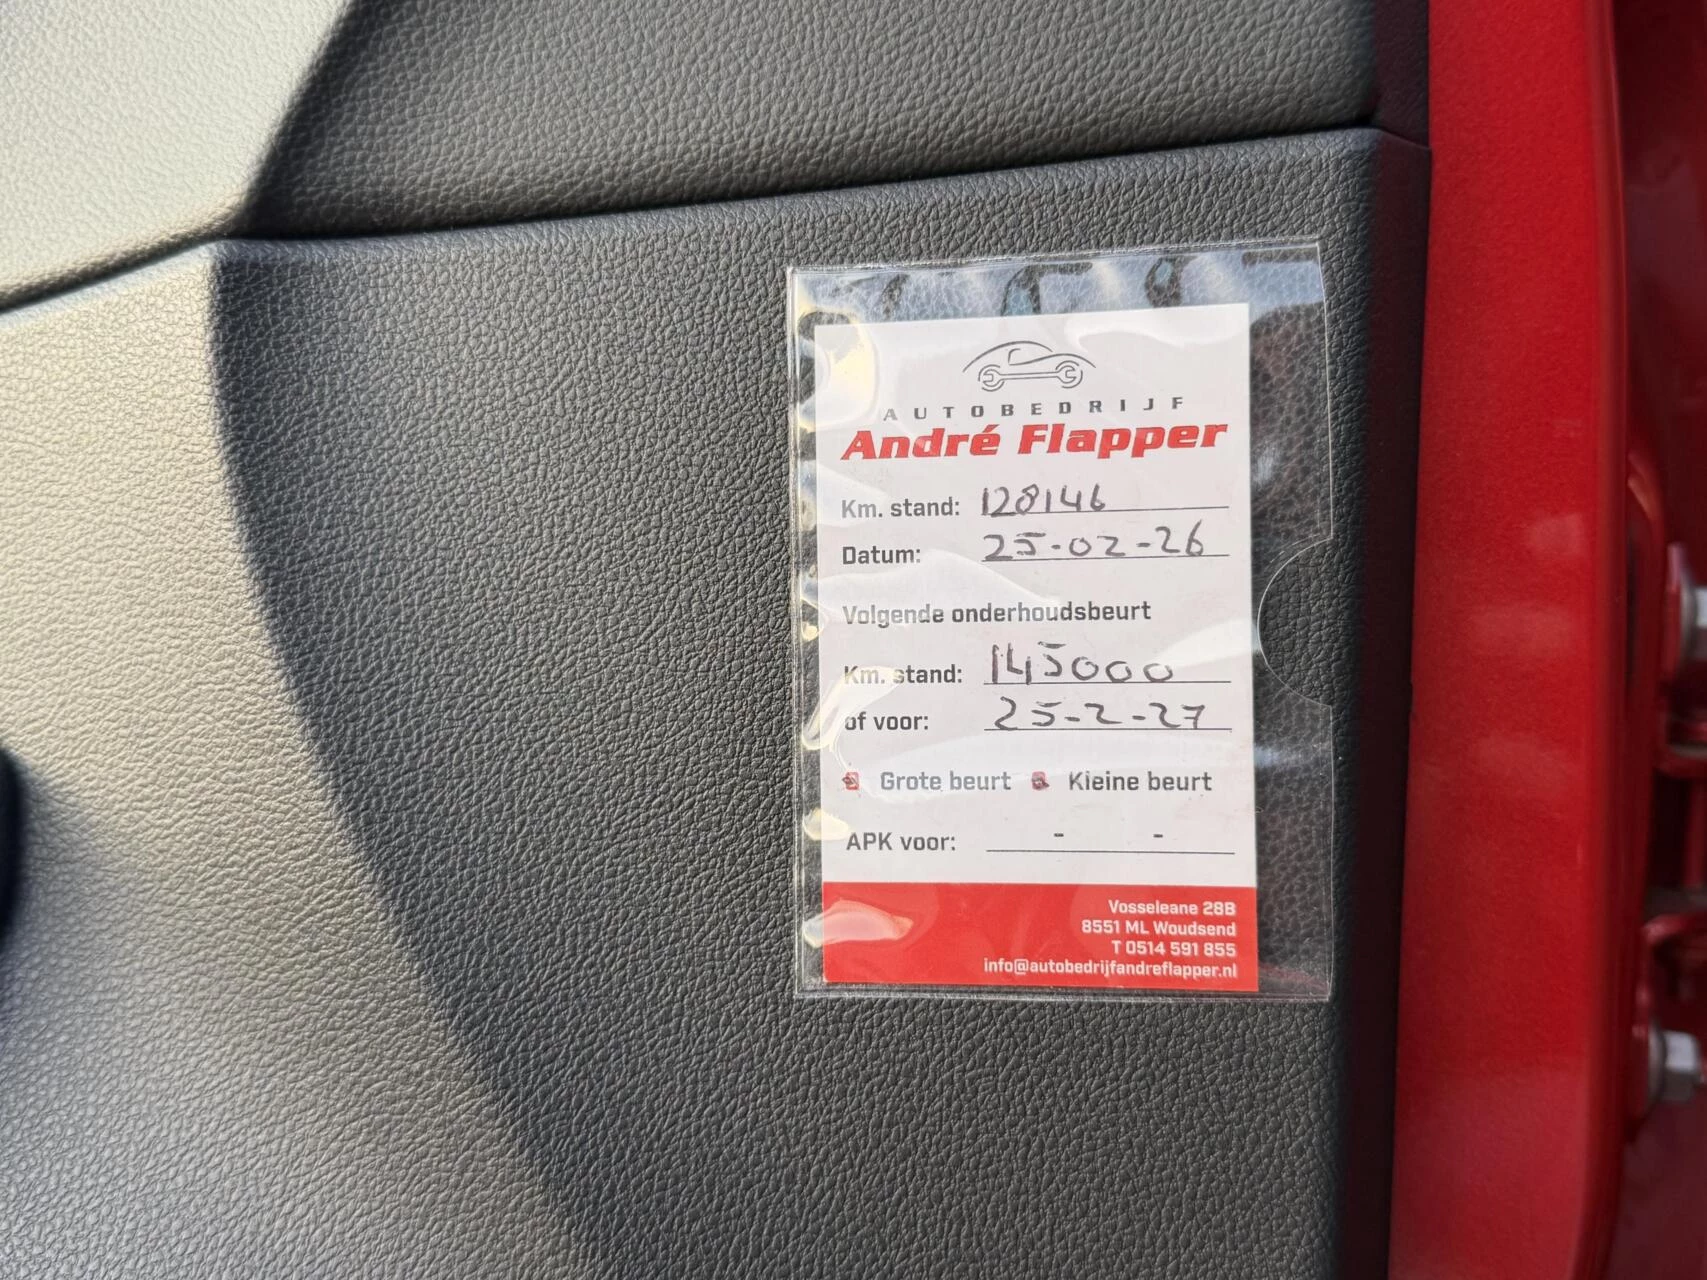 AUTOBEDRIJF
André Flapper
Km. stand: 128146
Datum: 25-02-26
Volgende onderhoudsbeurt
Km. stand: 145000
of voor: 25-2-27
Grote beurt Kleine beurt
APK voor: - -
Vosseleane 28B
8551 ML Woudsend
T 0514 591 855
info@autobedrijfandreflapper.nl